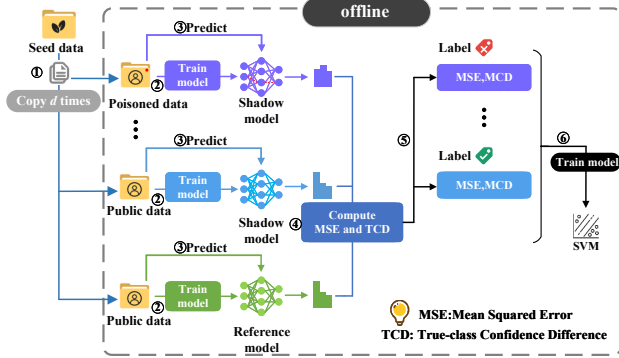 offline
Seed data
①
Copy d times
③Predict
②
Train
model
Poisoned data
Shadow
model
③Predict
②
Train
model
Public data
Shadow
model
③Predict
②
Train
model
Public data
Reference
model
④
Compute
MSE and TCD
⑤
Label
MSE,MCD
Label
MSE,MCD
⑥
Train model
SVM
MSE:Mean Squared Error
TCD: True-class Confidence Difference